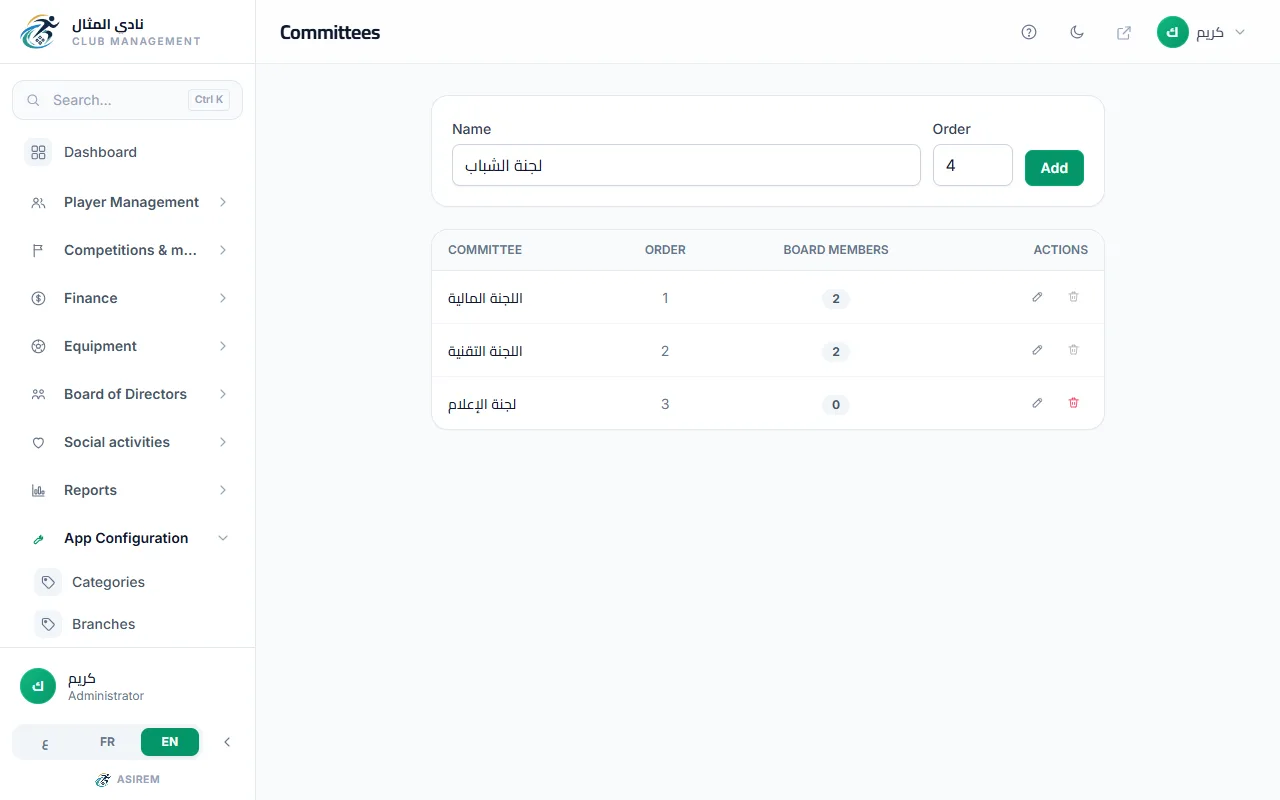 نادي المثال
CLUB MANAGEMENT
Search...
Ctrl K
Dashboard
Player Management
Competitions & m...
Finance
Equipment
Board of Directors
Social activities
Reports
App Configuration
Categories
Branches
ك
كريم
Administrator
ع
FR
EN
ASIREM
Committees
ك
كريم
Name
Order
لجنة الشباب
4
Add
COMMITTEE ORDER BOARD MEMBERS ACTIONS
اللجنة المالية 1 2
اللجنة التقنية 2 2
لجنة الإعلام 3 0